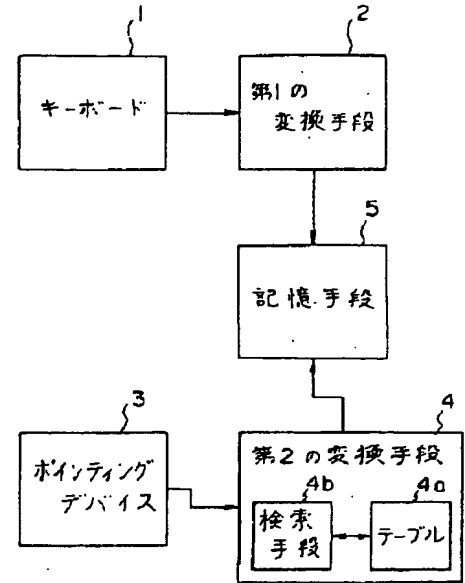 1
キーボード
2
第1の
変換手段
5
記憶手段
3
ポインティング
デバイス
4
第2の変換手段
4b
検索
手段
4a
テーブル